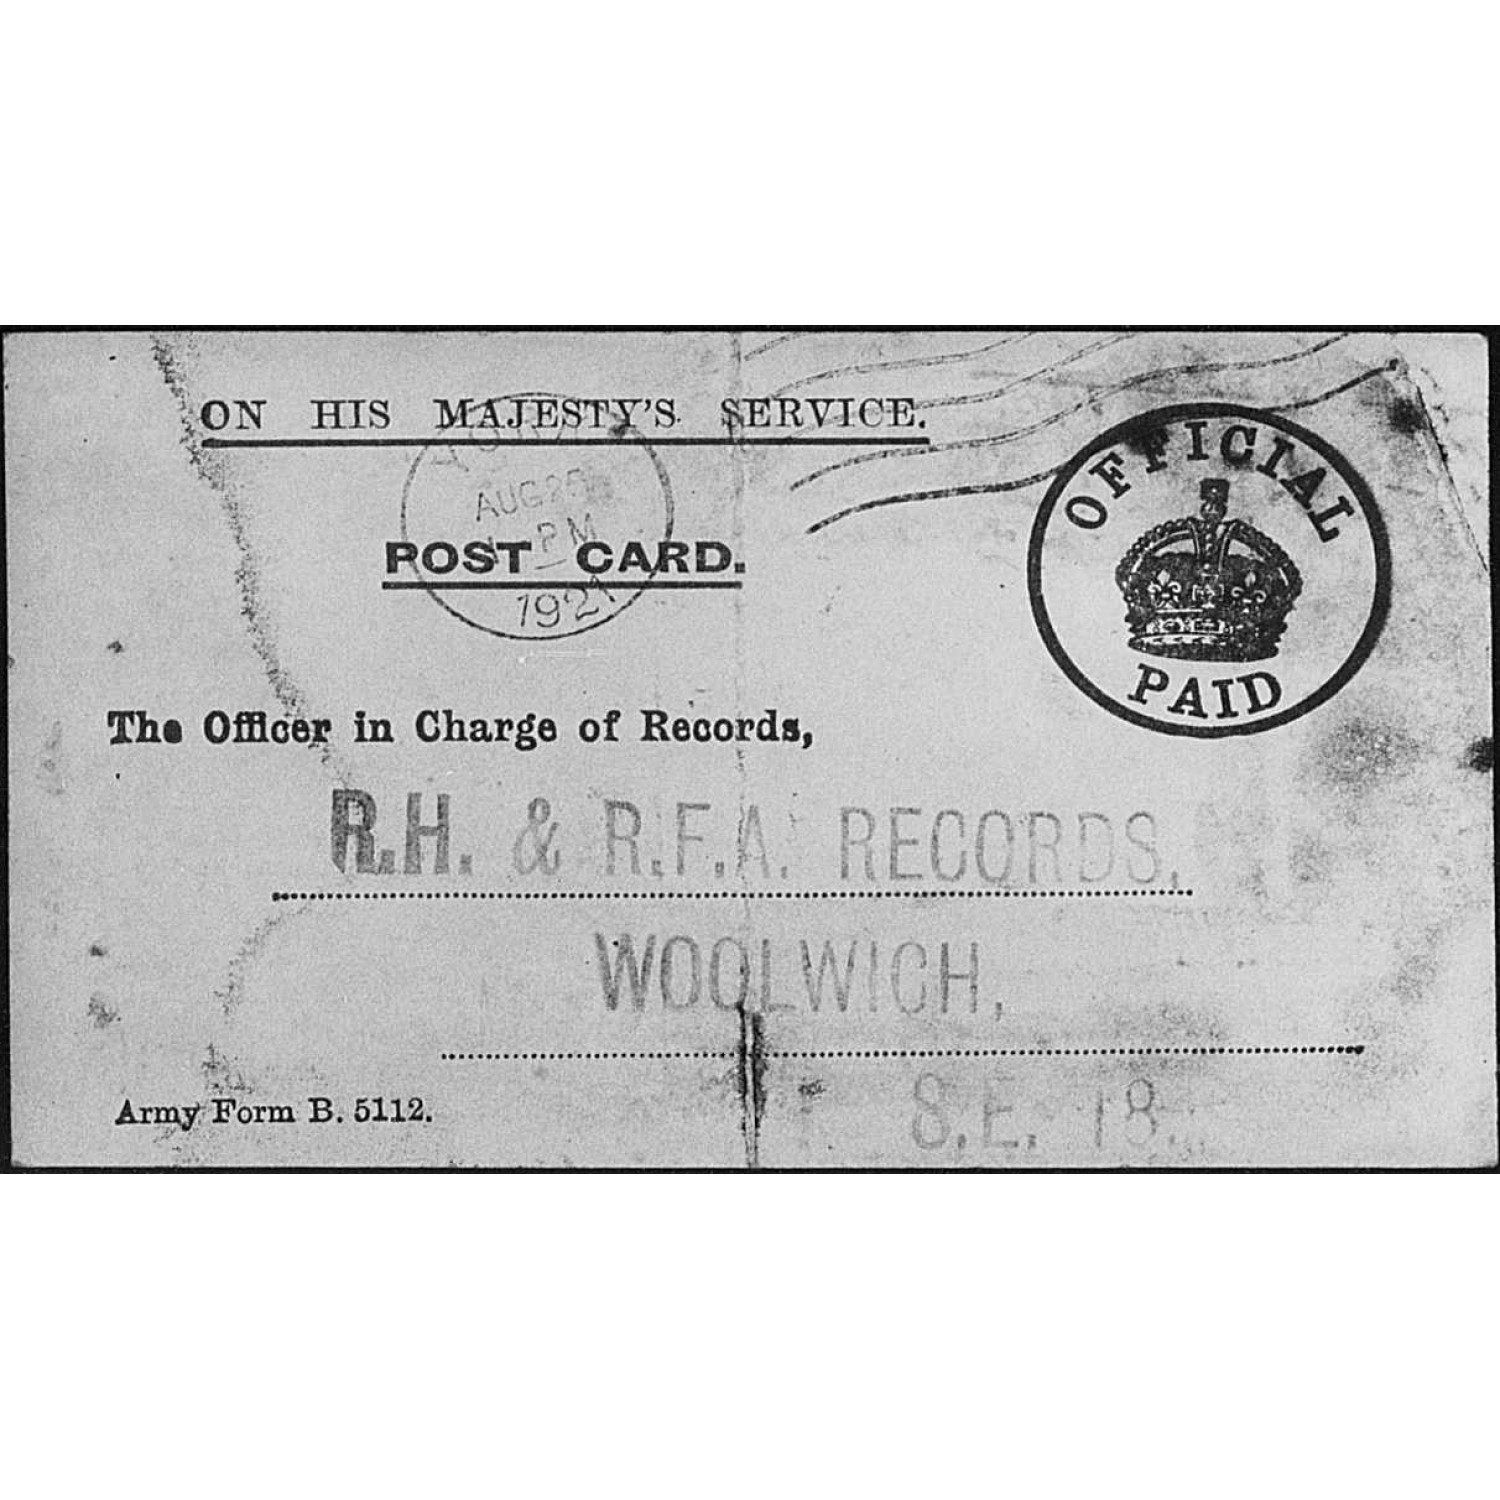 ON HIS MAJESTY'S SERVICE.
AUG 25
PM
1921
POST CARD.
OFFICIAL
PAID
The Officer in Charge of Records,
R.H. & R.F.A. RECORDS,
WOOLWICH,
S.E. 18.
Army Form B. 5112.